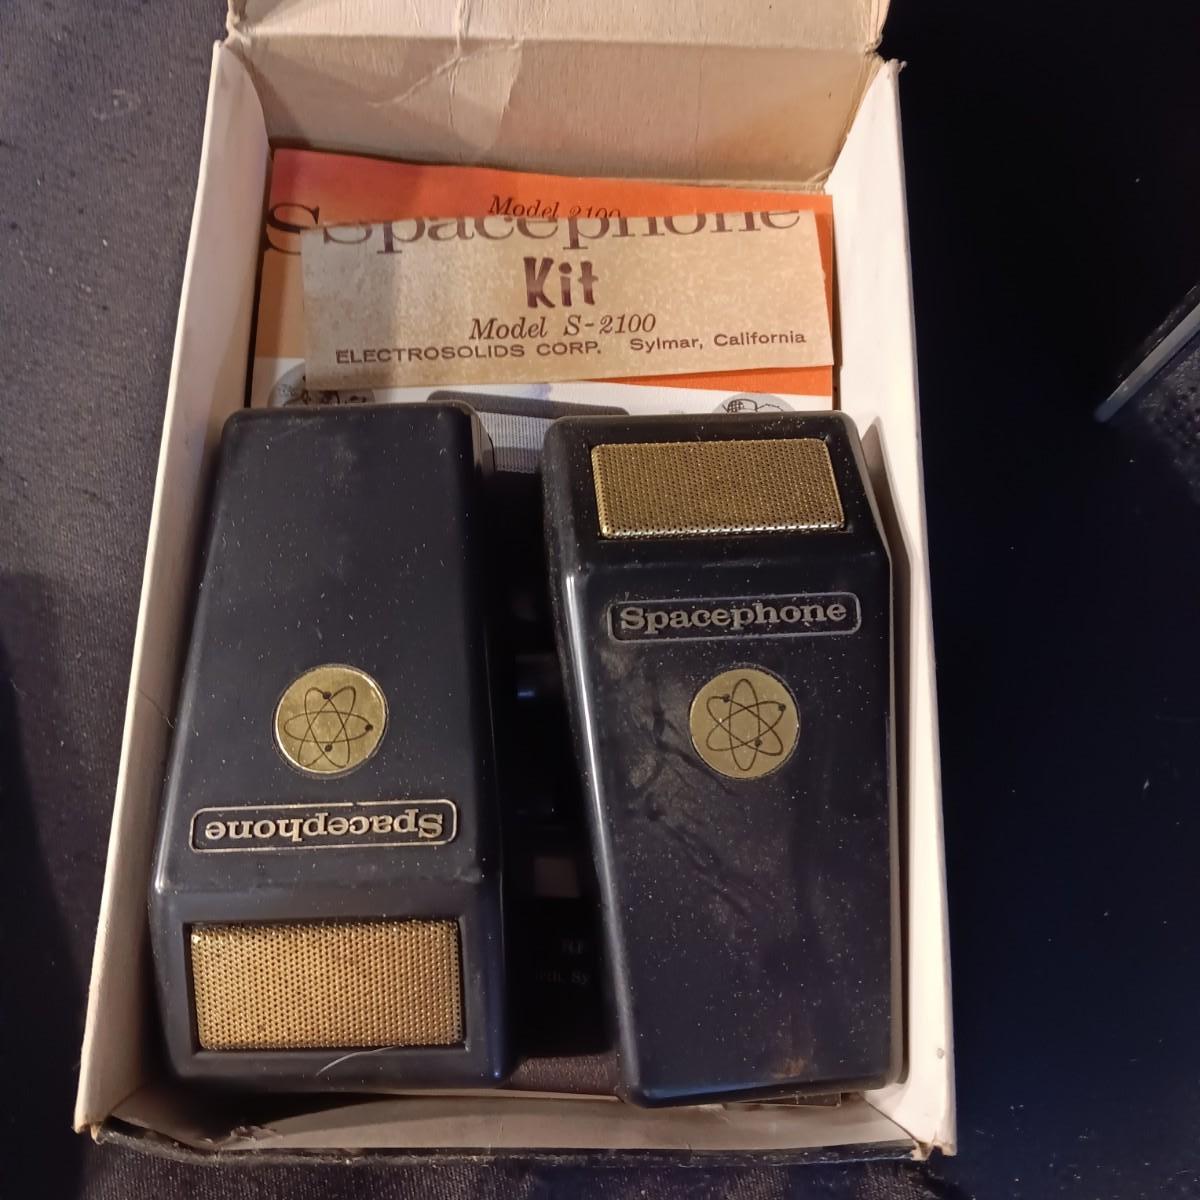 Model 2100
Spacephone
Kit
Model S-2100
ELECTROSOLIDS CORP. Sylmar, California
Spacephone
Spacephone